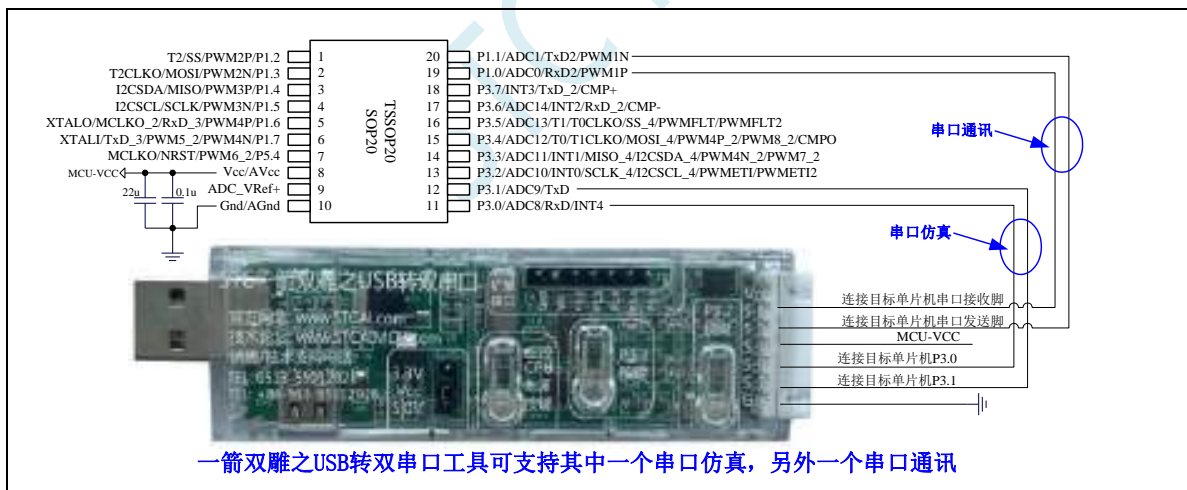 T2/SS/PWM2P/P1.2 1 20 P1.1/ADC1/TxD2/PWM1N
T2CLKO/MOSI/PWM2N/P1.3 2 19 P1.0/ADC0/RxD2/PWM1P
I2CSDA/MISO/PWM3P/P1.4 3 18 P3.7/INT3/TxD_2/CMP+
I2CSCL/SCLK/PWM3N/P1.5 4 17 P3.6/ADC14/INT2/RxD_2/CMP-
XTALO/MCLKO_2/RxD_3/PWM4P/P1.6 5 16 P3.5/ADC13/T1/T0CLKO/SS_4/PWMFLT/PWMFLT2
XTALI/TxD_3/PWM5_2/PWM4N/P1.7 6 15 P3.4/ADC12/T0/T1CLKO/MOSI_4/PWM4P_2/PWM8_2/CMPO
MCLKO/NRST/PWM6_2/P5.4 7 14 P3.3/ADC11/INT1/MISO_4/I2CSDA_4/PWM4N_2/PWM7_2
MCU-VCC Vcc/AVcc 8 13 P3.2/ADC10/INT0/SCLK_4/I2CSCL_4/PWMETI/PWMETI2
ADC_VRef+ 9 12 P3.1/ADC9/TxD
Gnd/AGnd 10 11 P3.0/ADC8/RxD/INT4
TSSOP20
SOP20
22u 0.1u
串口通讯
串口仿真
STC一箭双雕之USB转双串口
www.STCAI.com
连接目标单片机串口接收脚
连接目标单片机串口发送脚
MCU-VCC
连接目标单片机P3.0
连接目标单片机P3.1
3.3V
VCC
5.0V
一箭双雕之USB转双串口工具可支持其中一个串口仿真，另外一个串口通讯